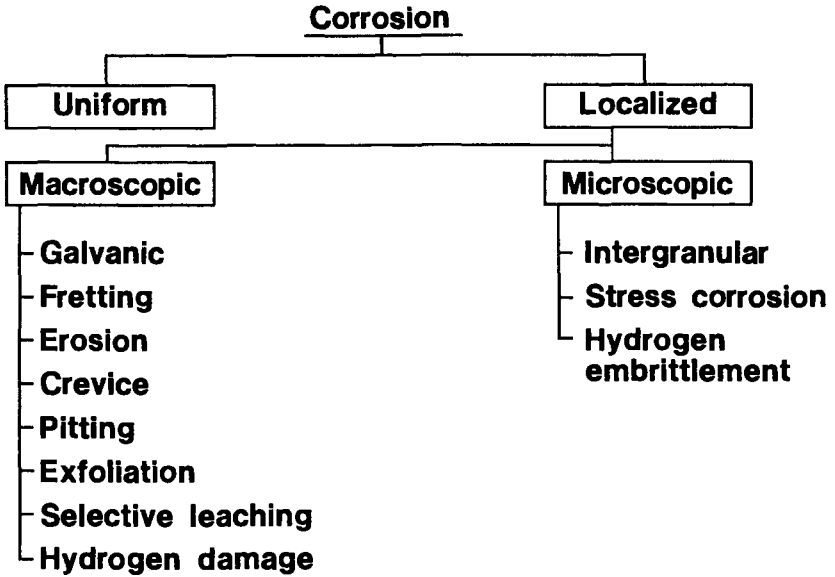 Corrosion
Uniform
Localized
Macroscopic
Microscopic
Galvanic
Fretting
Erosion
Crevice
Pitting
Exfoliation
Selective leaching
Hydrogen damage
Intergranular
Stress corrosion
Hydrogen
embrittlement